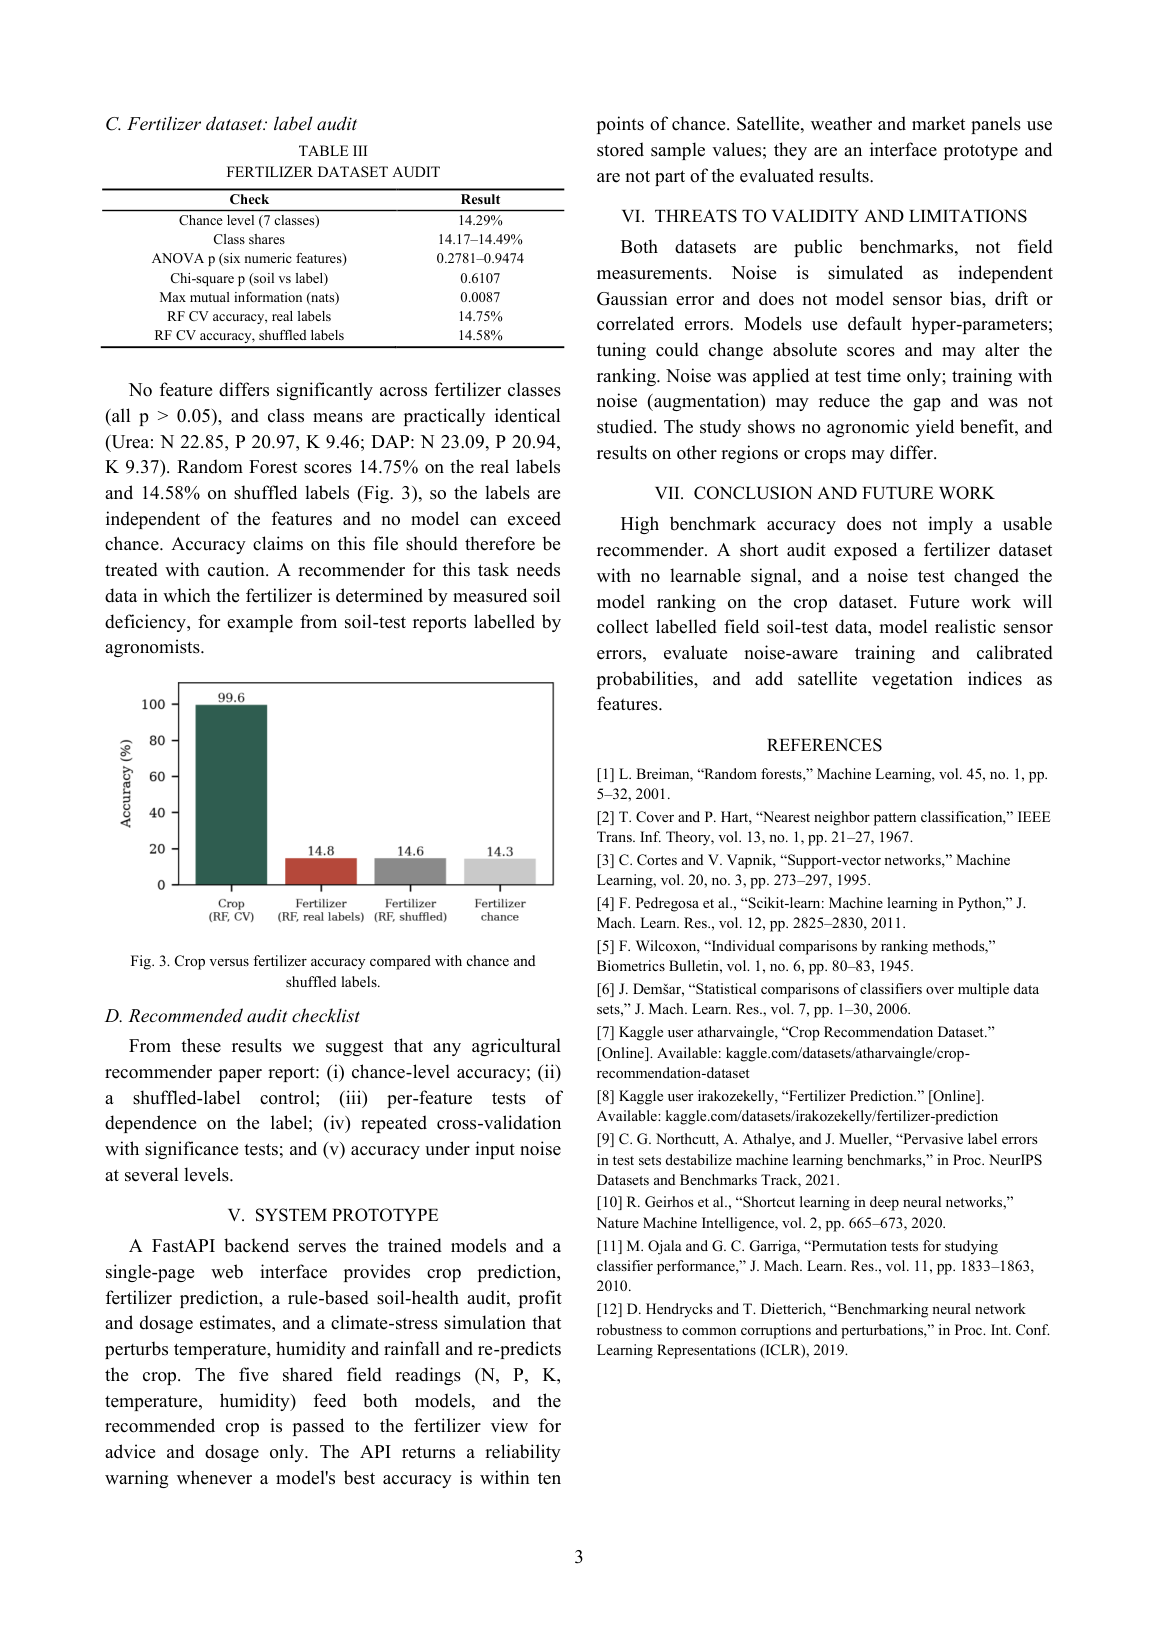 C. Fertilizer dataset: label audit
TABLE III
FERTILIZER DATASET AUDIT
Check Result
Chance level (7 classes) 14.29%
Class shares 14.17–14.49%
ANOVA p (six numeric features) 0.2781–0.9474
Chi-square p (soil vs label) 0.6107
Max mutual information (nats) 0.0087
RF CV accuracy, real labels 14.75%
RF CV accuracy, shuffled labels 14.58%
No feature differs significantly across fertilizer classes
(all p > 0.05), and class means are practically identical
(Urea: N 22.85, P 20.97, K 9.46; DAP: N 23.09, P 20.94,
K 9.37). Random Forest scores 14.75% on the real labels
and 14.58% on shuffled labels (Fig. 3), so the labels are
independent of the features and no model can exceed
chance. Accuracy claims on this file should therefore be
treated with caution. A recommender for this task needs
data in which the fertilizer is determined by measured soil
deficiency, for example from soil-test reports labelled by
agronomists.
Accuracy (%)
100
80
60
40
20
0
99.6
14.8
14.6
14.3
Crop
(RF, CV)
Fertilizer
(RF, real labels)
Fertilizer
(RF, shuffled)
Fertilizer
chance
Fig. 3. Crop versus fertilizer accuracy compared with chance and
shuffled labels.
D. Recommended audit checklist
From these results we suggest that any agricultural
recommender paper report: (i) chance-level accuracy; (ii)
a shuffled-label control; (iii) per-feature tests of
dependence on the label; (iv) repeated cross-validation
with significance tests; and (v) accuracy under input noise
at several levels.
V. SYSTEM PROTOTYPE
A FastAPI backend serves the trained models and a
single-page web interface provides crop prediction,
fertilizer prediction, a rule-based soil-health audit, profit
and dosage estimates, and a climate-stress simulation that
perturbs temperature, humidity and rainfall and re-predicts
the crop. The five shared field readings (N, P, K,
temperature, humidity) feed both models, and the
recommended crop is passed to the fertilizer view for
advice and dosage only. The API returns a reliability
warning whenever a model's best accuracy is within ten
points of chance. Satellite, weather and market panels use
stored sample values; they are an interface prototype and
are not part of the evaluated results.
VI. THREATS TO VALIDITY AND LIMITATIONS
Both datasets are public benchmarks, not field
measurements. Noise is simulated as independent
Gaussian error and does not model sensor bias, drift or
correlated errors. Models use default hyper-parameters;
tuning could change absolute scores and may alter the
ranking. Noise was applied at test time only; training with
noise (augmentation) may reduce the gap and was not
studied. The study shows no agronomic yield benefit, and
results on other regions or crops may differ.
VII. CONCLUSION AND FUTURE WORK
High benchmark accuracy does not imply a usable
recommender. A short audit exposed a fertilizer dataset
with no learnable signal, and a noise test changed the
model ranking on the crop dataset. Future work will
collect labelled field soil-test data, model realistic sensor
errors, evaluate noise-aware training and calibrated
probabilities, and add satellite vegetation indices as
features.
REFERENCES
[1] L. Breiman, “Random forests,” Machine Learning, vol. 45, no. 1, pp.
5–32, 2001.
[2] T. Cover and P. Hart, “Nearest neighbor pattern classification,” IEEE
Trans. Inf. Theory, vol. 13, no. 1, pp. 21–27, 1967.
[3] C. Cortes and V. Vapnik, “Support-vector networks,” Machine
Learning, vol. 20, no. 3, pp. 273–297, 1995.
[4] F. Pedregosa et al., “Scikit-learn: Machine learning in Python,” J.
Mach. Learn. Res., vol. 12, pp. 2825–2830, 2011.
[5] F. Wilcoxon, “Individual comparisons by ranking methods,”
Biometrics Bulletin, vol. 1, no. 6, pp. 80–83, 1945.
[6] J. Demšar, “Statistical comparisons of classifiers over multiple data
sets,” J. Mach. Learn. Res., vol. 7, pp. 1–30, 2006.
[7] Kaggle user atharvaingle, “Crop Recommendation Dataset.”
[Online]. Available: kaggle.com/datasets/atharvaingle/crop-
recommendation-dataset
[8] Kaggle user irakozekelly, “Fertilizer Prediction.” [Online].
Available: kaggle.com/datasets/irakozekelly/fertilizer-prediction
[9] C. G. Northcutt, A. Athalye, and J. Mueller, “Pervasive label errors
in test sets destabilize machine learning benchmarks,” in Proc. NeurIPS
Datasets and Benchmarks Track, 2021.
[10] R. Geirhos et al., “Shortcut learning in deep neural networks,”
Nature Machine Intelligence, vol. 2, pp. 665–673, 2020.
[11] M. Ojala and G. C. Garriga, “Permutation tests for studying
classifier performance,” J. Mach. Learn. Res., vol. 11, pp. 1833–1863,
2010.
[12] D. Hendrycks and T. Dietterich, “Benchmarking neural network
robustness to common corruptions and perturbations,” in Proc. Int. Conf.
Learning Representations (ICLR), 2019.
3